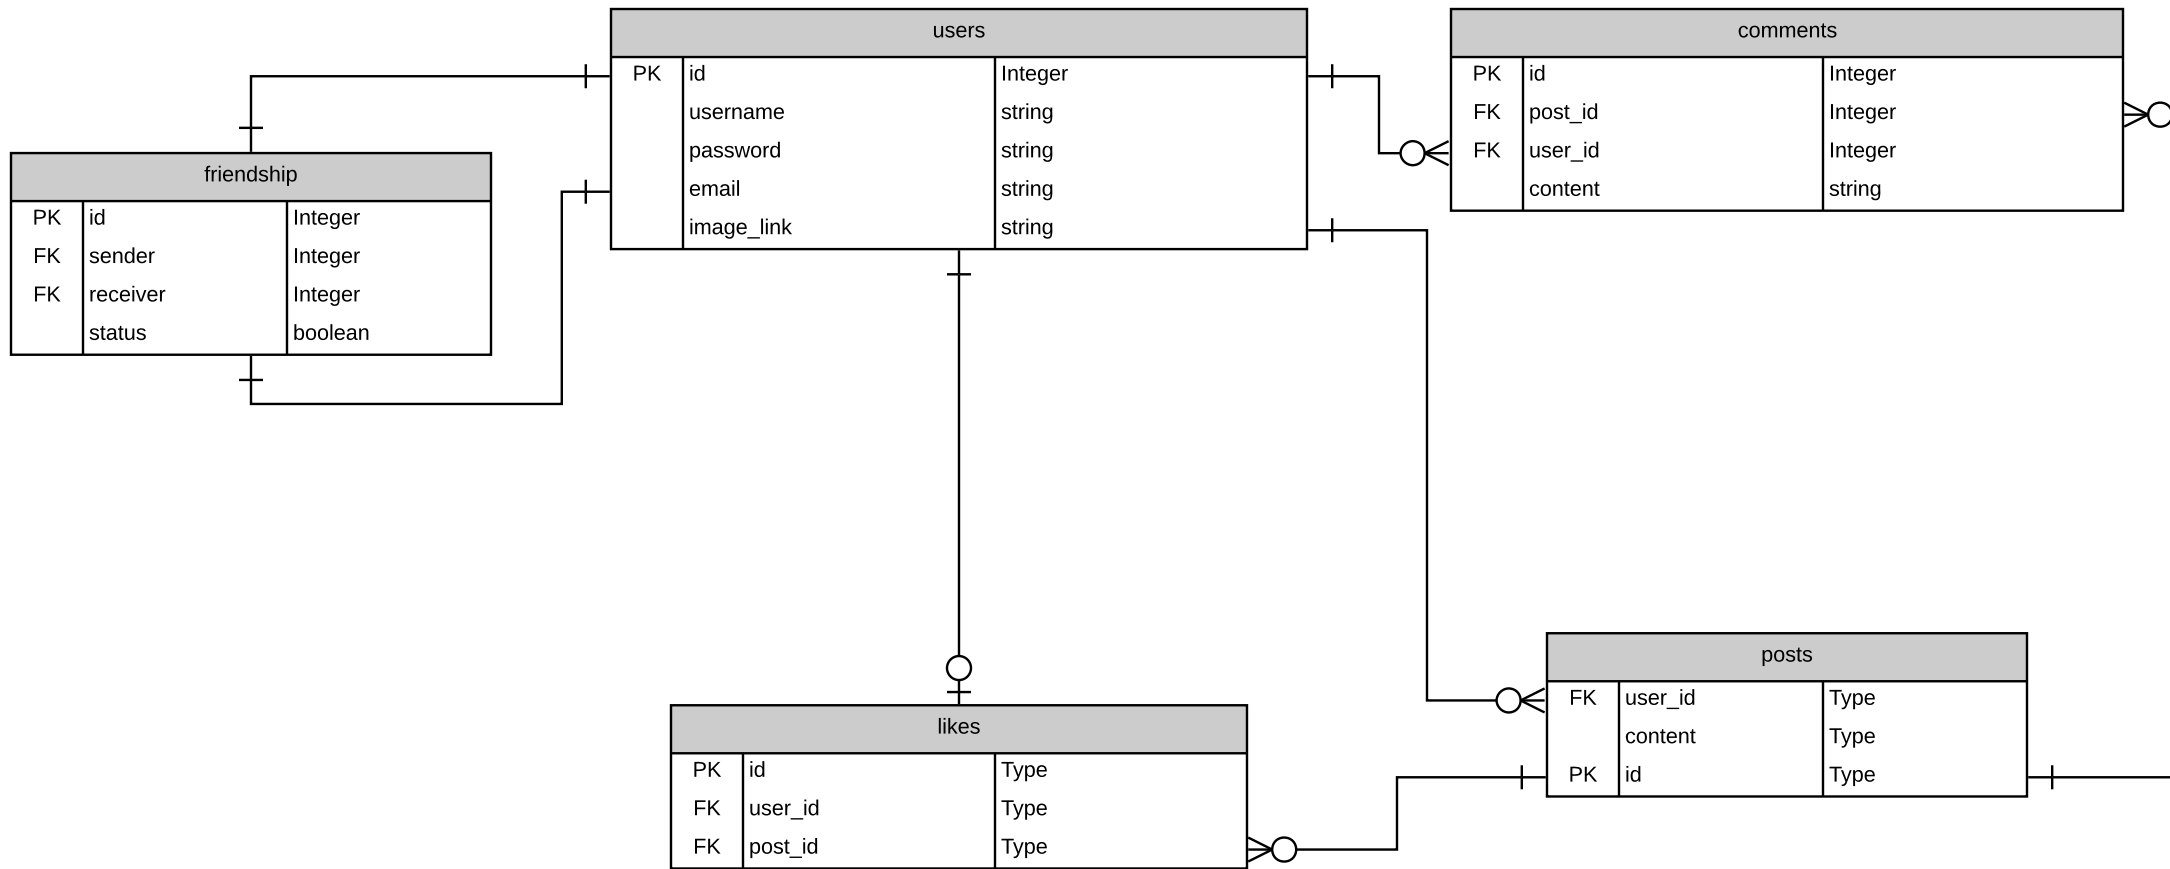 users
PK id Integer
username string
password string
email string
image_link string
comments
PK id Integer
FK post_id Integer
FK user_id Integer
content string
friendship
PK id Integer
FK sender Integer
FK receiver Integer
status boolean
likes
PK id Type
FK user_id Type
FK post_id Type
posts
FK user_id Type
content Type
PK id Type